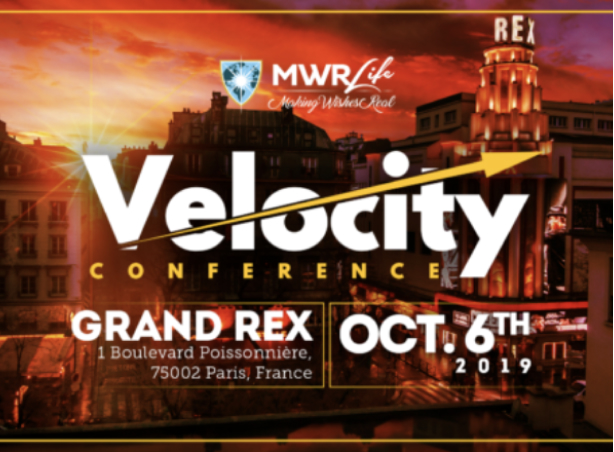 REX
MWRLife
Making Wishes Real
Velocity
CONFERENCE
GRAND REX
1 Boulevard Poissonnière,
75002 Paris, France
OCT. 6TH
2019